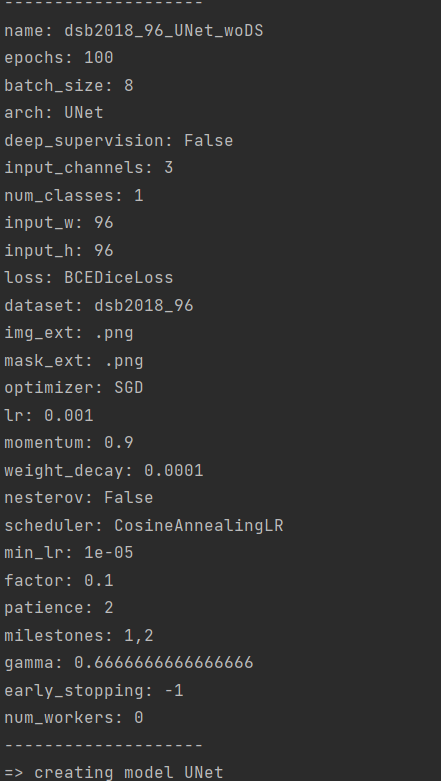 --------------------
name: dsb2018_96_UNet_woDS
epochs: 100
batch_size: 8
arch: UNet
deep_supervision: False
input_channels: 3
num_classes: 1
input_w: 96
input_h: 96
loss: BCEDiceLoss
dataset: dsb2018_96
img_ext: .png
mask_ext: .png
optimizer: SGD
lr: 0.001
momentum: 0.9
weight_decay: 0.0001
nesterov: False
scheduler: CosineAnnealingLR
min_lr: 1e-05
factor: 0.1
patience: 2
milestones: 1,2
gamma: 0.6666666666666666
early_stopping: -1
num_workers: 0
--------------------
=> creating model UNet